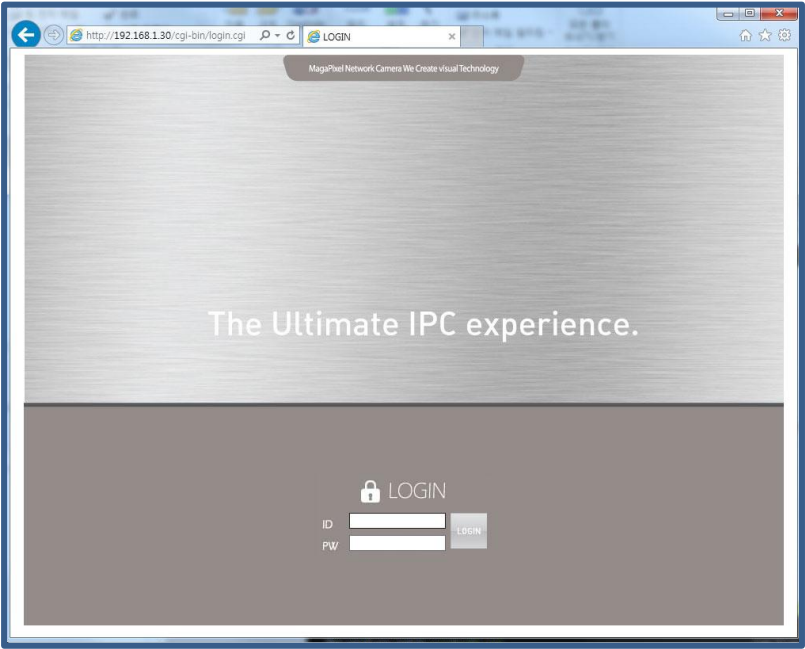 http://192.168.1.30/cgi-bin/login.cgi
LOGIN
MagaPixel Network Camera We Create visual Technology
The Ultimate IPC experience.
LOGIN
ID
LOGIN
PW